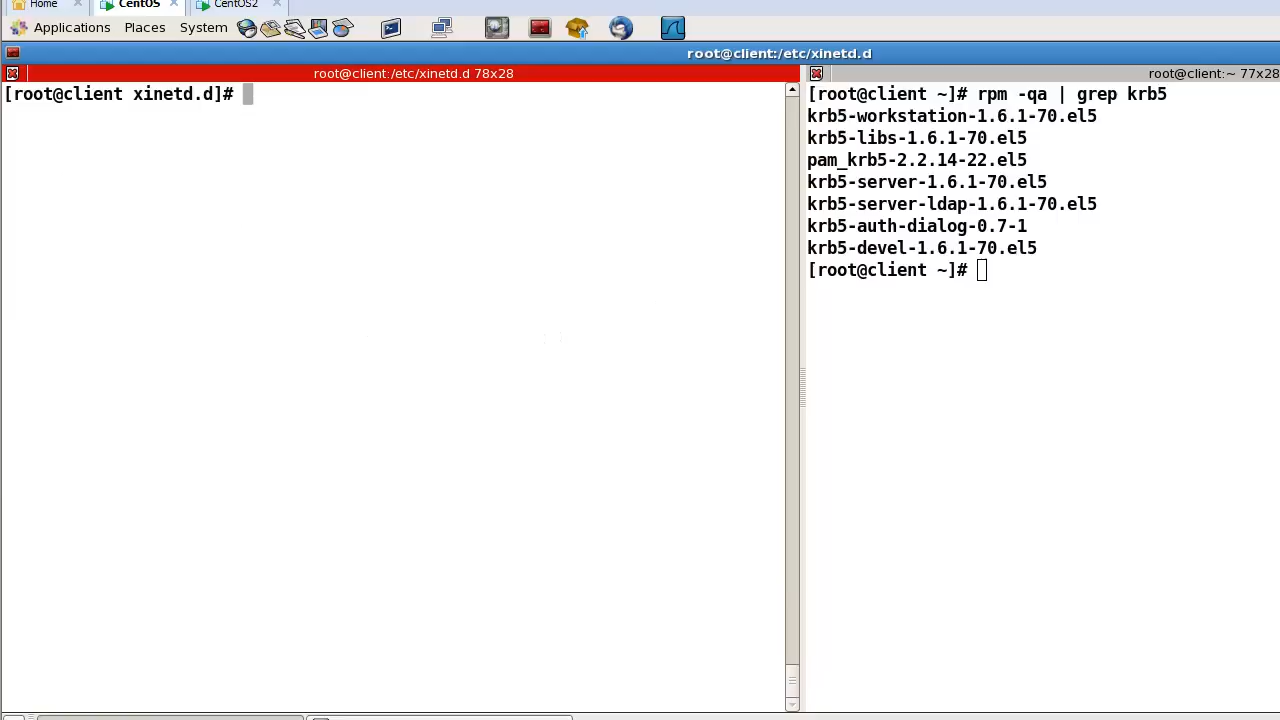 Home CentOS CentOS2
Applications Places System
root@client:/etc/xinetd.d
root@client:/etc/xinetd.d 78x28
root@client:~ 77x28
[root@client xinetd.d]#
[root@client ~]# rpm -qa | grep krb5
krb5-workstation-1.6.1-70.el5
krb5-libs-1.6.1-70.el5
pam_krb5-2.2.14-22.el5
krb5-server-1.6.1-70.el5
krb5-server-ldap-1.6.1-70.el5
krb5-auth-dialog-0.7-1
krb5-devel-1.6.1-70.el5
[root@client ~]#